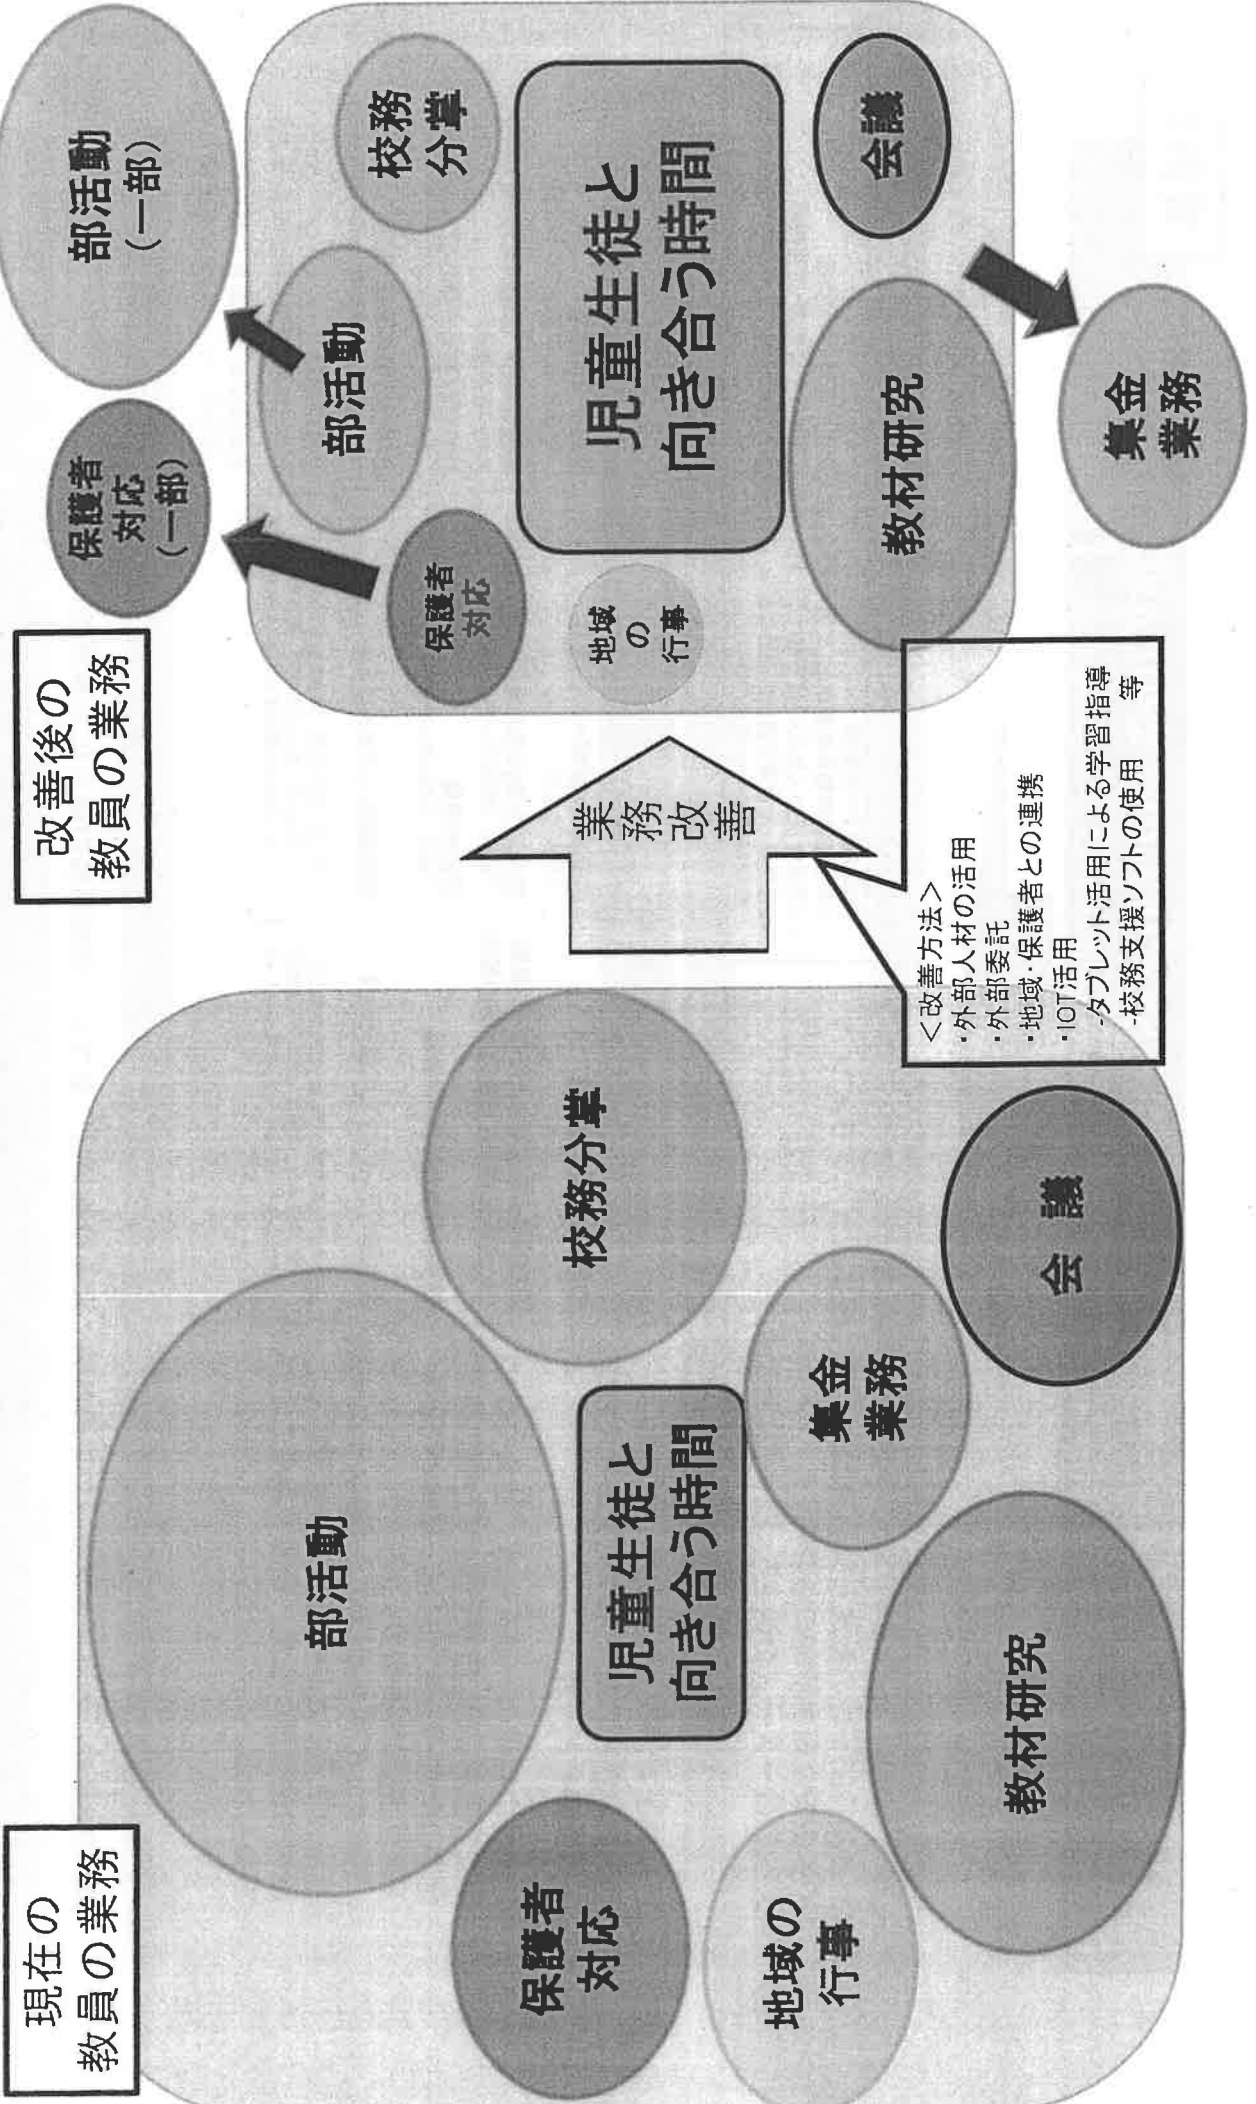 現在の
教員の業務
部活動
校務分掌
保護者
対応
児童生徒と
向き合う時間
地域の
行事
集金
業務
教材研究
会 議
業務
改善
<改善方法>
・外部人材の活用
・外部委託
・地域・保護者との連携
・IOT活用
-タブレット活用による学習指導
-校務支援ソフトの使用 等
改善後の
教員の業務
保護者
対応
(一部)
部活動
(一部)
部活動
校務
分掌
保護者
対応
地域
の
行事
児童生徒と
向き合う時間
教材研究
会議
集金
業務